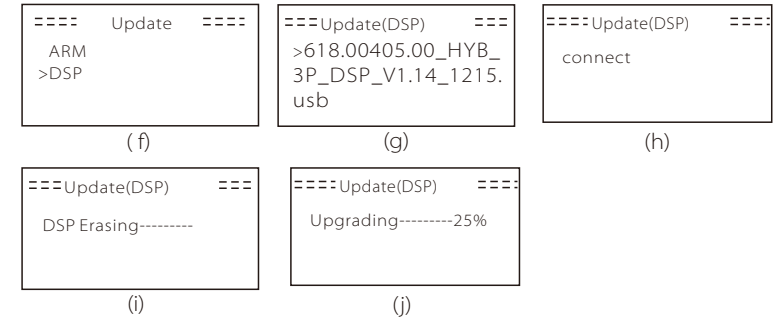 ==== Update ====
ARM
>DSP
( f)
===Update(DSP) ===
>618.00405.00_HYB_
3P_DSP_V1.14_1215.
usb
(g)
====Update(DSP) ====
connect
(h)
===Update(DSP) ===
DSP Erasing---------
(i)
====Update(DSP) ====
Upgrading---------25%
(j)